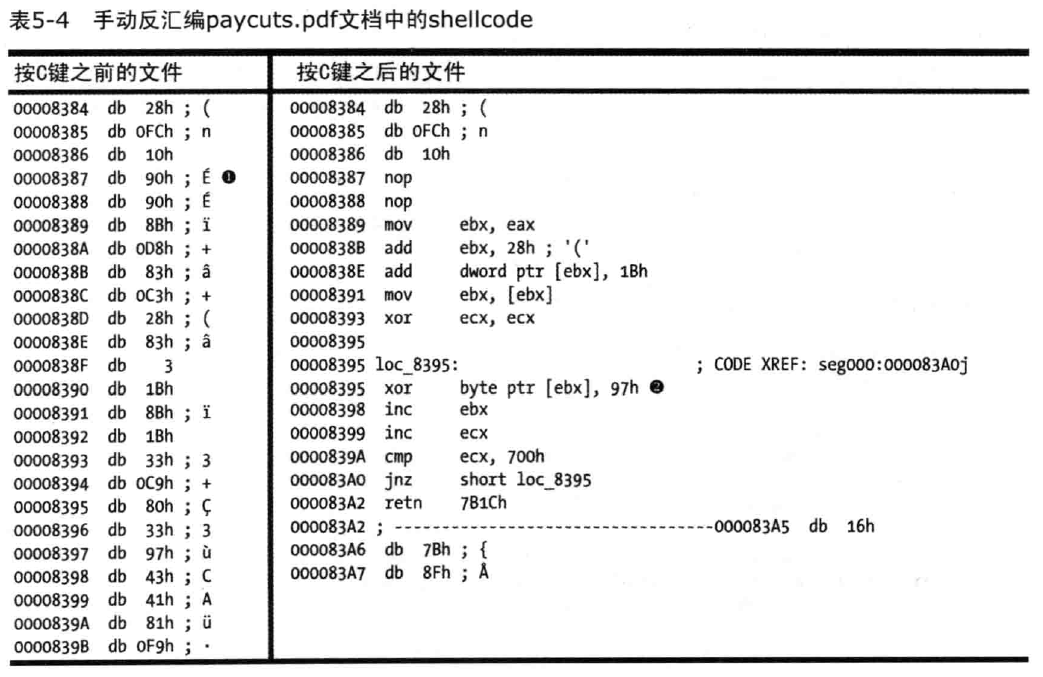 表5-4 手动反汇编paycuts.pdf文档中的shellcode
按C键之前的文件
00008384 db 28h ; (
00008385 db 0FCh ; n
00008386 db 10h
00008387 db 90h ; É ❶
00008388 db 90h ; É
00008389 db 8Bh ; ï
0000838A db 0D8h ; +
0000838B db 83h ; â
0000838C db 0C3h ; +
0000838D db 28h ; (
0000838E db 83h ; â
0000838F db 3
00008390 db 1Bh
00008391 db 8Bh ; ï
00008392 db 1Bh
00008393 db 33h ; 3
00008394 db 0C9h ; +
00008395 db 80h ; Ç
00008396 db 33h ; 3
00008397 db 97h ; ù
00008398 db 43h ; C
00008399 db 41h ; A
0000839A db 81h ; ü
0000839B db 0F9h ; ·
按C键之后的文件
00008384 db 28h ; (
00008385 db 0FCh ; n
00008386 db 10h
00008387 nop
00008388 nop
00008389 mov ebx, eax
0000838B add ebx, 28h ; '('
0000838E add dword ptr [ebx], 1Bh
00008391 mov ebx, [ebx]
00008393 xor ecx, ecx
00008395
00008395 loc_8395: ; CODE XREF: seg000:000083A0j
00008395 xor byte ptr [ebx], 97h ❷
00008398 inc ebx
00008399 inc ecx
0000839A cmp ecx, 700h
000083A0 jnz short loc_8395
000083A2 retn 7B1Ch
000083A2 ; ---------------------------------000083A5 db 16h
000083A6 db 7Bh ; {
000083A7 db 8Fh ; Å